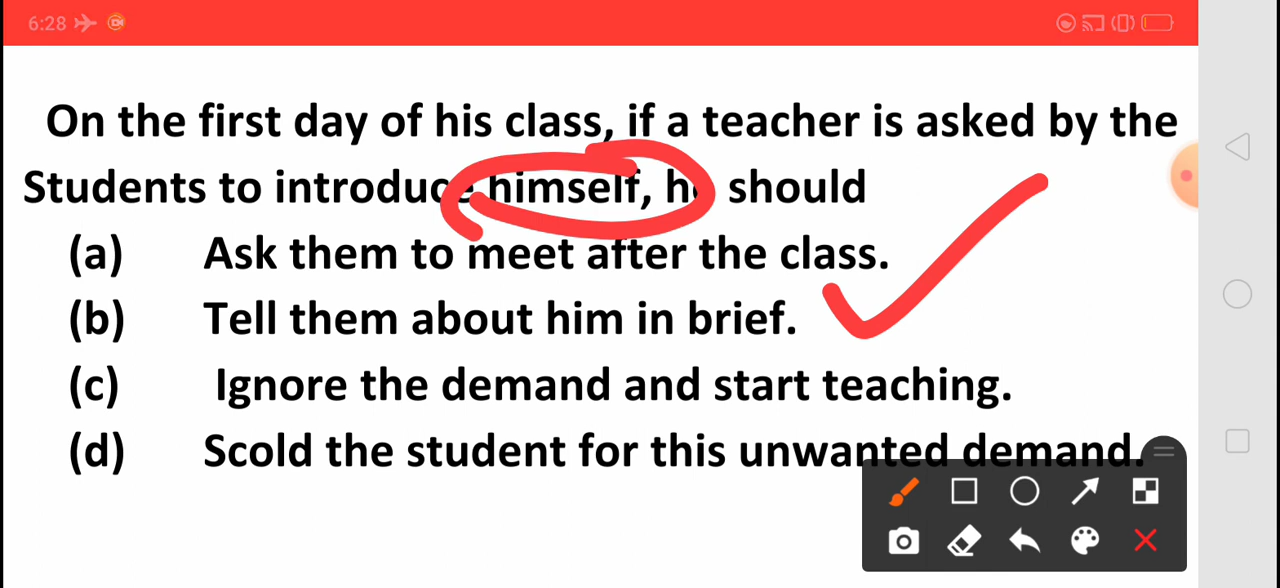 6:28
On the first day of his class, if a teacher is asked by the
Students to introduce himself, he should
(a) Ask them to meet after the class.
(b) Tell them about him in brief.
(c) Ignore the demand and start teaching.
(d) Scold the student for this unwanted demand.